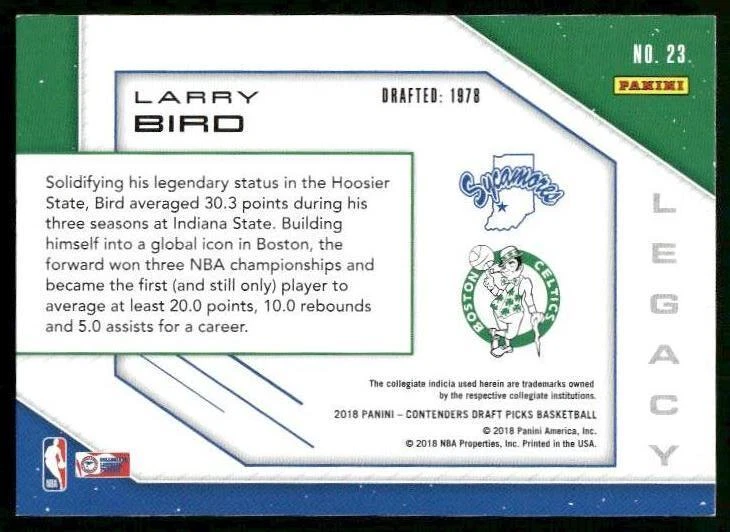 NO. 23
PANINI
LARRY
BIRD
DRAFTED: 1978
Solidifying his legendary status in the Hoosier
State, Bird averaged 30.3 points during his
three seasons at Indiana State. Building
himself into a global icon in Boston, the
forward won three NBA championships and
became the first (and still only) player to
average at least 20.0 points, 10.0 rebounds
and 5.0 assists for a career.
Sycamores
BOSTON CELTICS
LEGACY
The collegiate indicia used herein are trademarks owned
by the respective collegiate institutions.
2018 PANINI – CONTENDERS DRAFT PICKS BASKETBALL
© 2018 Panini America, Inc.
© 2018 NBA Properties, Inc. Printed in the USA.
NBA